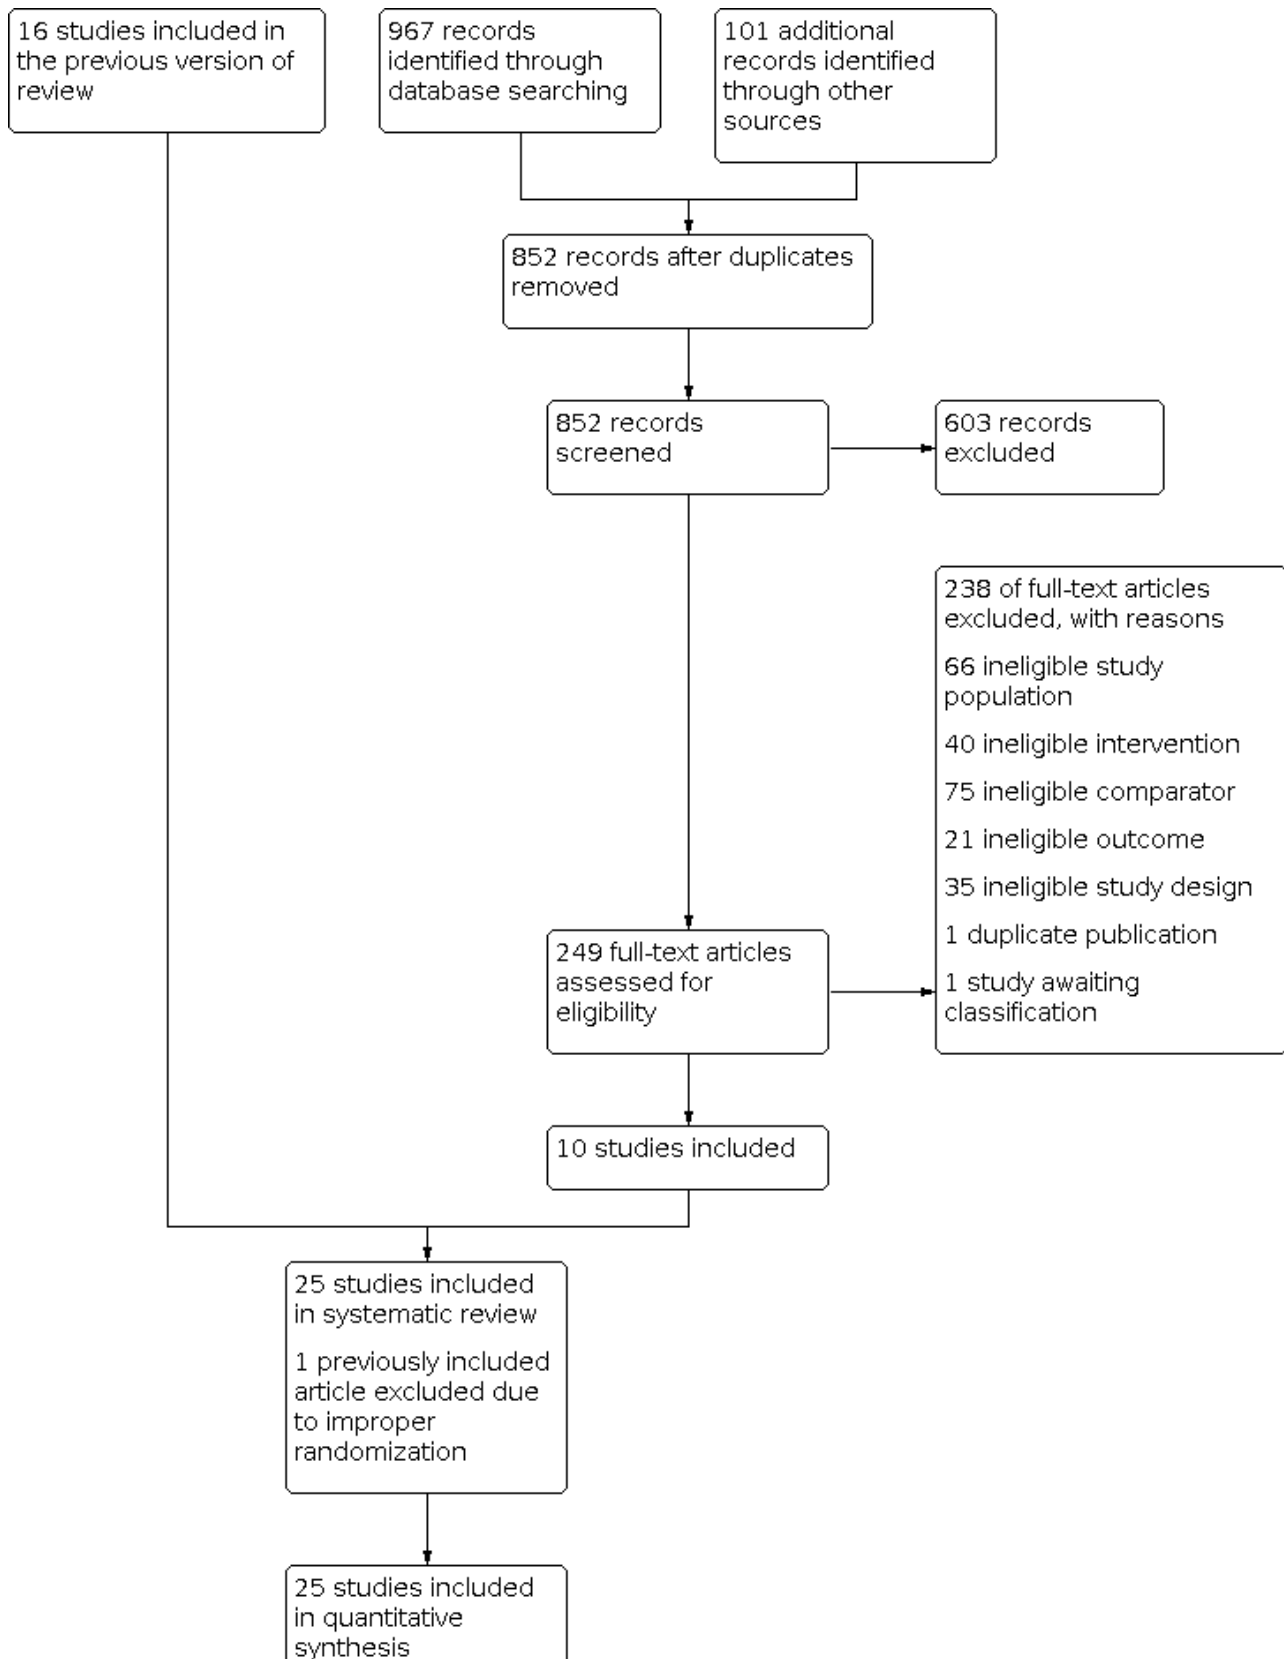 16 studies included in
the previous version of
review
967 records
identified through
database searching
101 additional
records identified
through other
sources
852 records after duplicates
removed
852 records
screened
603 records
excluded
238 of full-text articles
excluded, with reasons
66 ineligible study
population
40 ineligible intervention
75 ineligible comparator
21 ineligible outcome
35 ineligible study design
1 duplicate publication
1 study awaiting
classification
249 full-text articles
assessed for
eligibility
10 studies included
25 studies included
in systematic review
1 previously included
article excluded due
to improper
randomization
25 studies included
in quantitative
synthesis